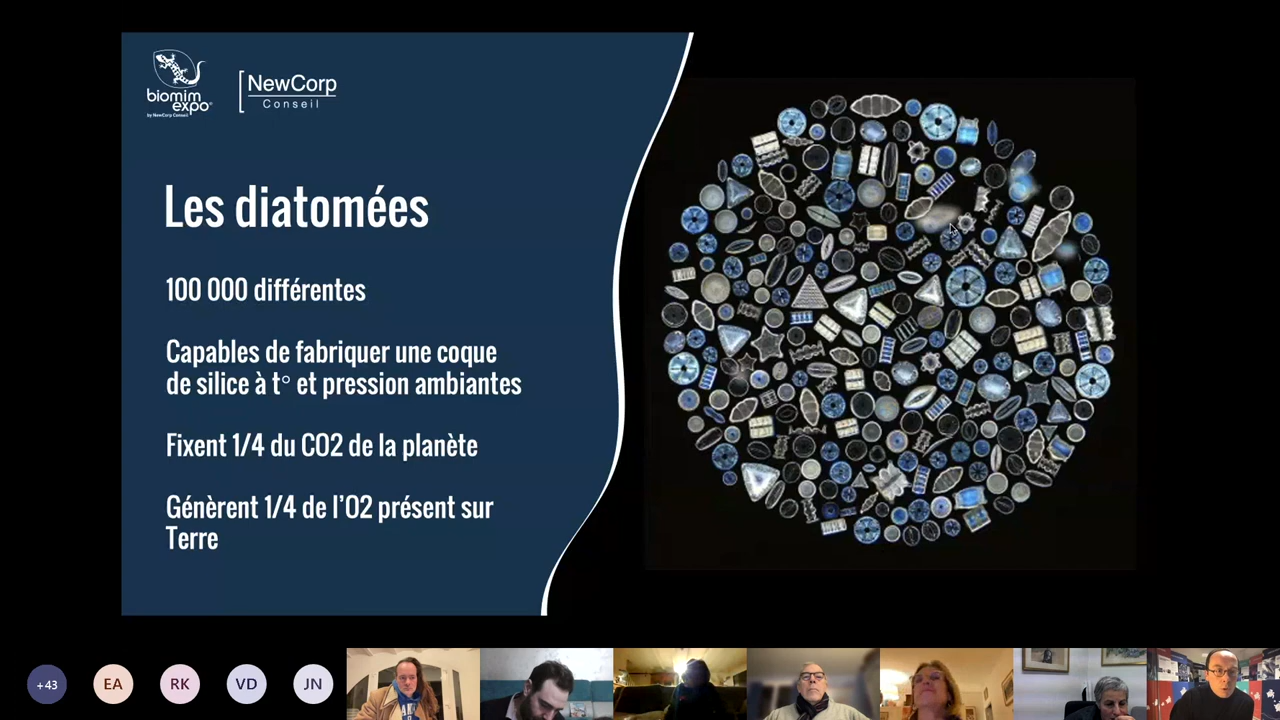 biomim
expo®
by NewCorp Conseil
NewCorp
Conseil
Les diatomées
100 000 différentes
Capables de fabriquer une coque
de silice à t° et pression ambiantes
Fixent 1/4 du CO2 de la planète
Génèrent 1/4 de l’O2 présent sur
Terre
+43
EA
RK
VD
JN